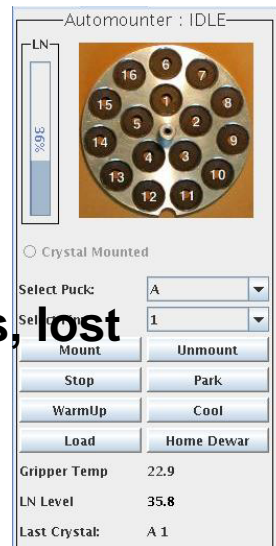 Automounter : IDLE
LN
36%
16 6 7
15 1 8
5 2
14 9
4 3
13 10
12 11
Crystal Mounted
Select Puck: A
s, lost
1
Mount Unmount
Stop Park
WarmUp Cool
Load Home Dewar
Gripper Temp 22.9
LN Level 35.8
Last Crystal: A 1